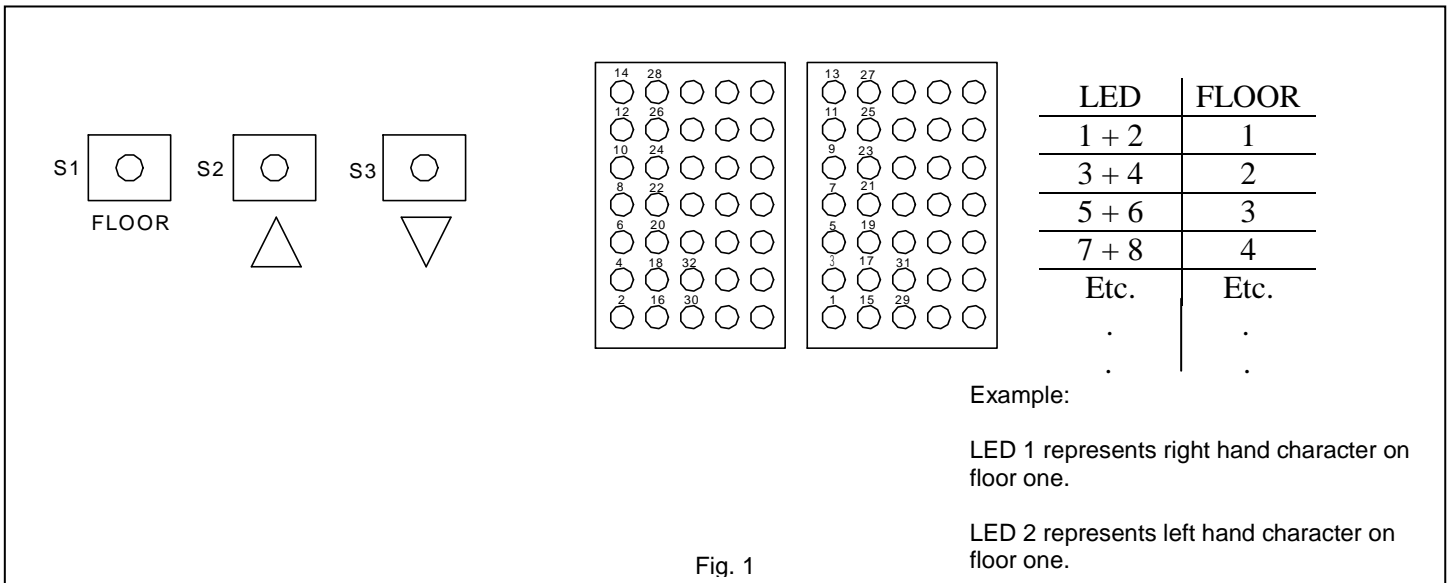 S1
S2
S3
FLOOR
14 28
12 26
10 24
8 22
6 20
4 18 32
2 16 30
13 27
11 25
9 23
7 21
5 19
3 17 31
1 15 29
LED FLOOR
1 + 2 1
3 + 4 2
5 + 6 3
7 + 8 4
Etc. Etc.
. .
. .
Example:
LED 1 represents right hand character on
floor one.
LED 2 represents left hand character on
floor one.
Fig. 1